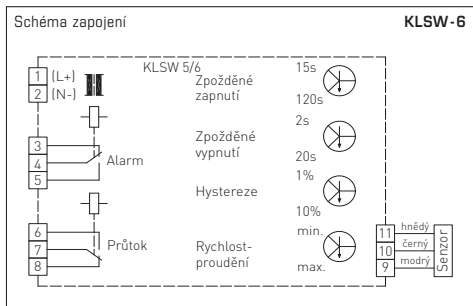 Schéma zapojení
KLSW-6
KLSW 5/6
1 (L+)
2 (N-)
Zpožděné
zapnutí
15s
120s
3
4
5
Alarm
Zpožděné
vypnutí
2s
20s
Hystereze
1%
10%
6
7
8
Průtok
Rychlost-
proudění
min.
max.
11 hnědý
10 černý
9 modrý
Senzor